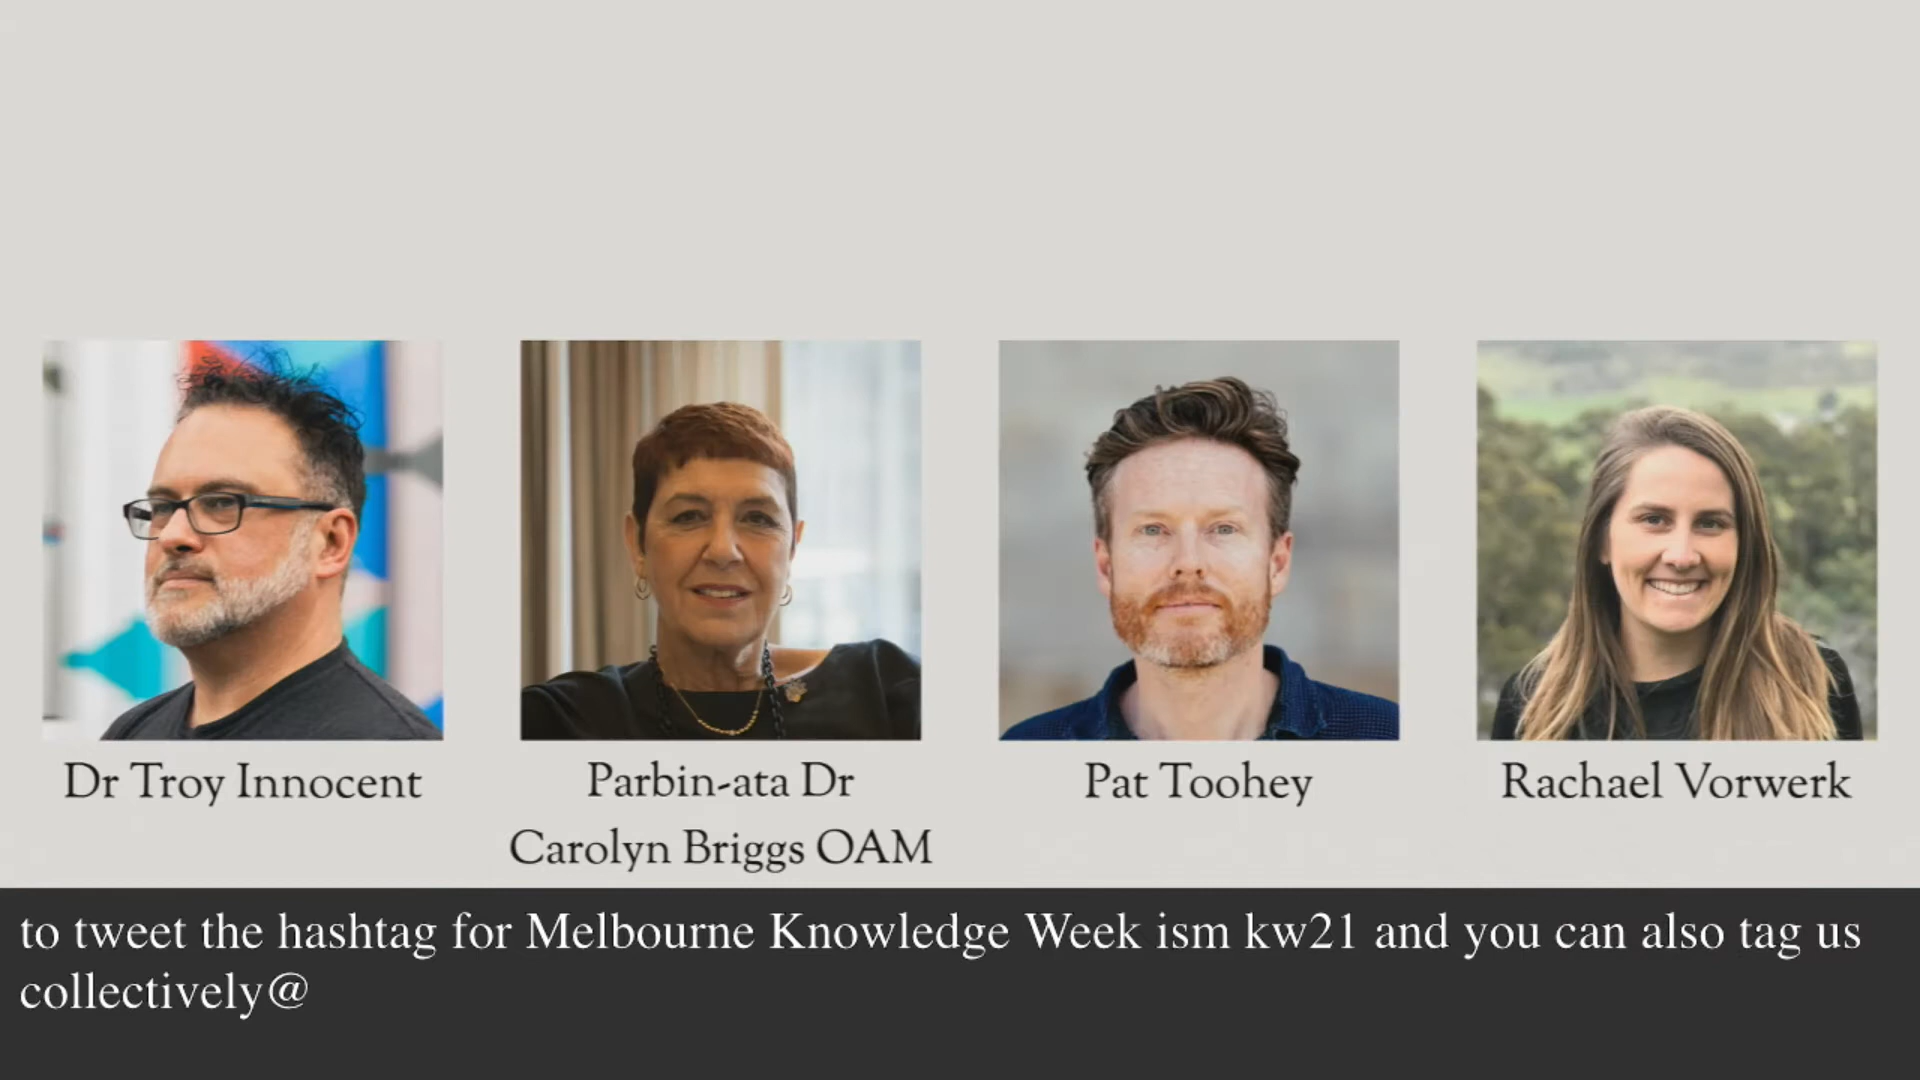 Dr Troy Innocent
Parbin-ata Dr
Carolyn Briggs OAM
Pat Toohey
Rachael Vorwerk
to tweet the hashtag for Melbourne Knowledge Week ism kw21 and you can also tag us
collectively@